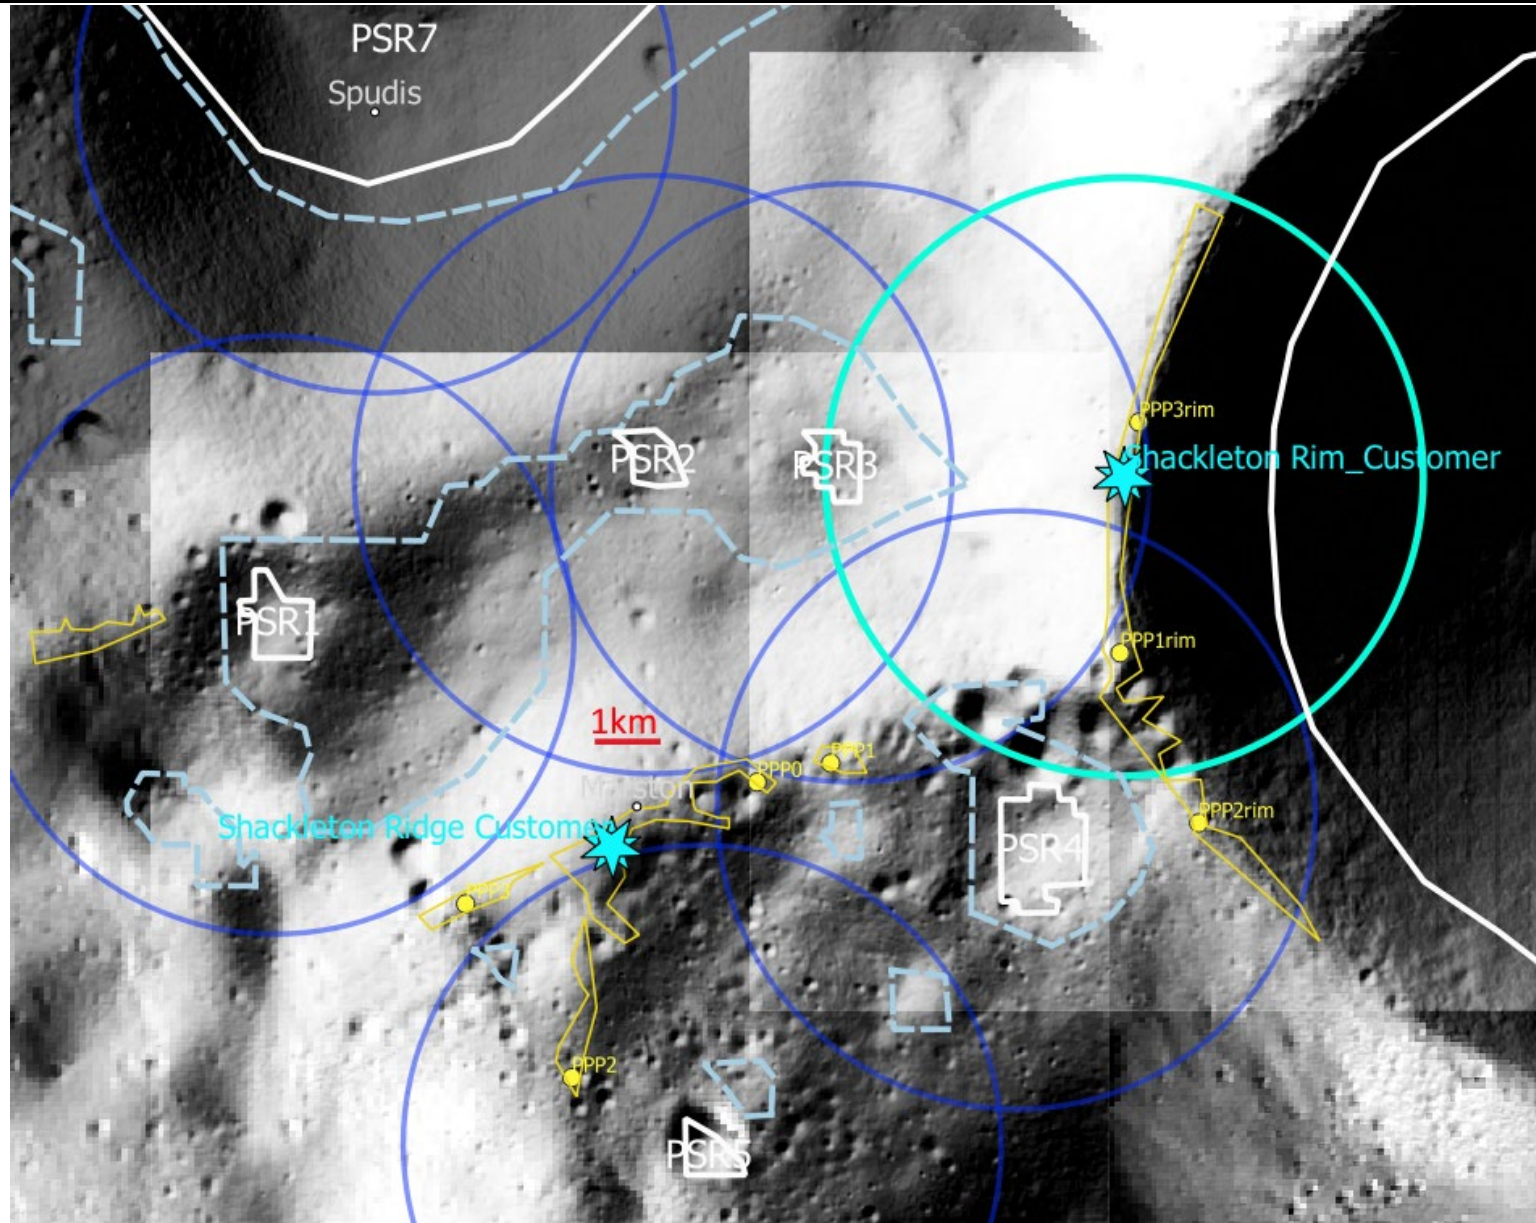 PSR7
Spudis
PPP3rim
Shackleton Rim_Customer
PSR2
PSR3
PSR1
PPP1rim
1km
PPP1
PPP0
Shackleton Ridge Customer
PPP2rim
PSR4
PPP2
PSR5